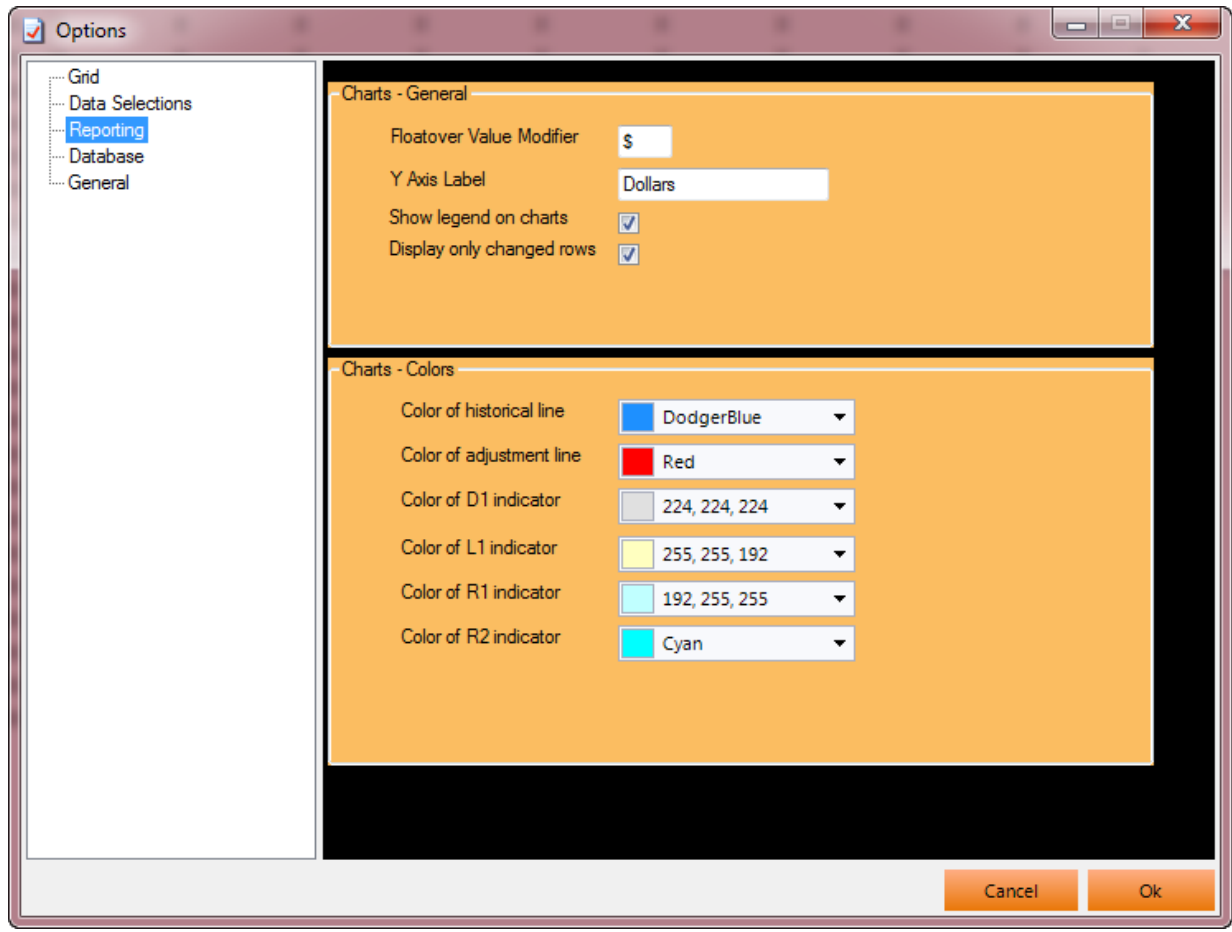 Options
Grid
Data Selections
Reporting
Database
General
Charts - General
Floatover Value Modifier $
Y Axis Label Dollars
Show legend on charts
Display only changed rows
Charts - Colors
Color of historical line DodgerBlue
Color of adjustment line Red
Color of D1 indicator 224, 224, 224
Color of L1 indicator 255, 255, 192
Color of R1 indicator 192, 255, 255
Color of R2 indicator Cyan
Cancel Ok